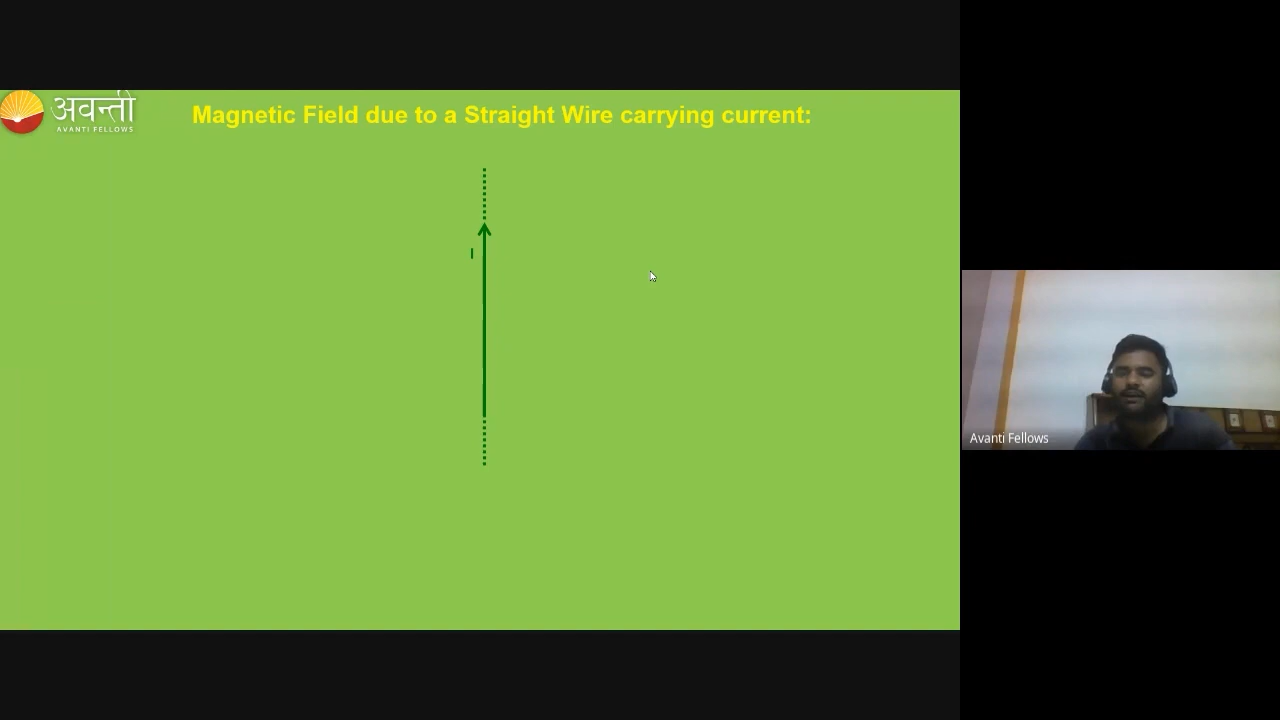 अवन्ती
AVANTI FELLOWS
Magnetic Field due to a Straight Wire carrying current:
I
Avanti Fellows